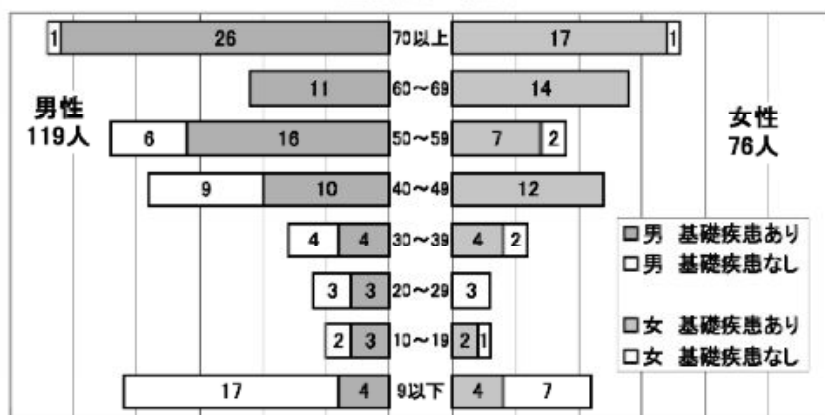 1 26 70以上 17 1
11 60～69 14
男性
119人
6 16 50～59 7 2
女性
76人
9 10 40～49 12
4 4 30～39 4 2
3 3 20～29 3
2 3 10～19 2 1
17 4 9以下 4 7
男 基礎疾患あり
男 基礎疾患なし
女 基礎疾患あり
女 基礎疾患なし